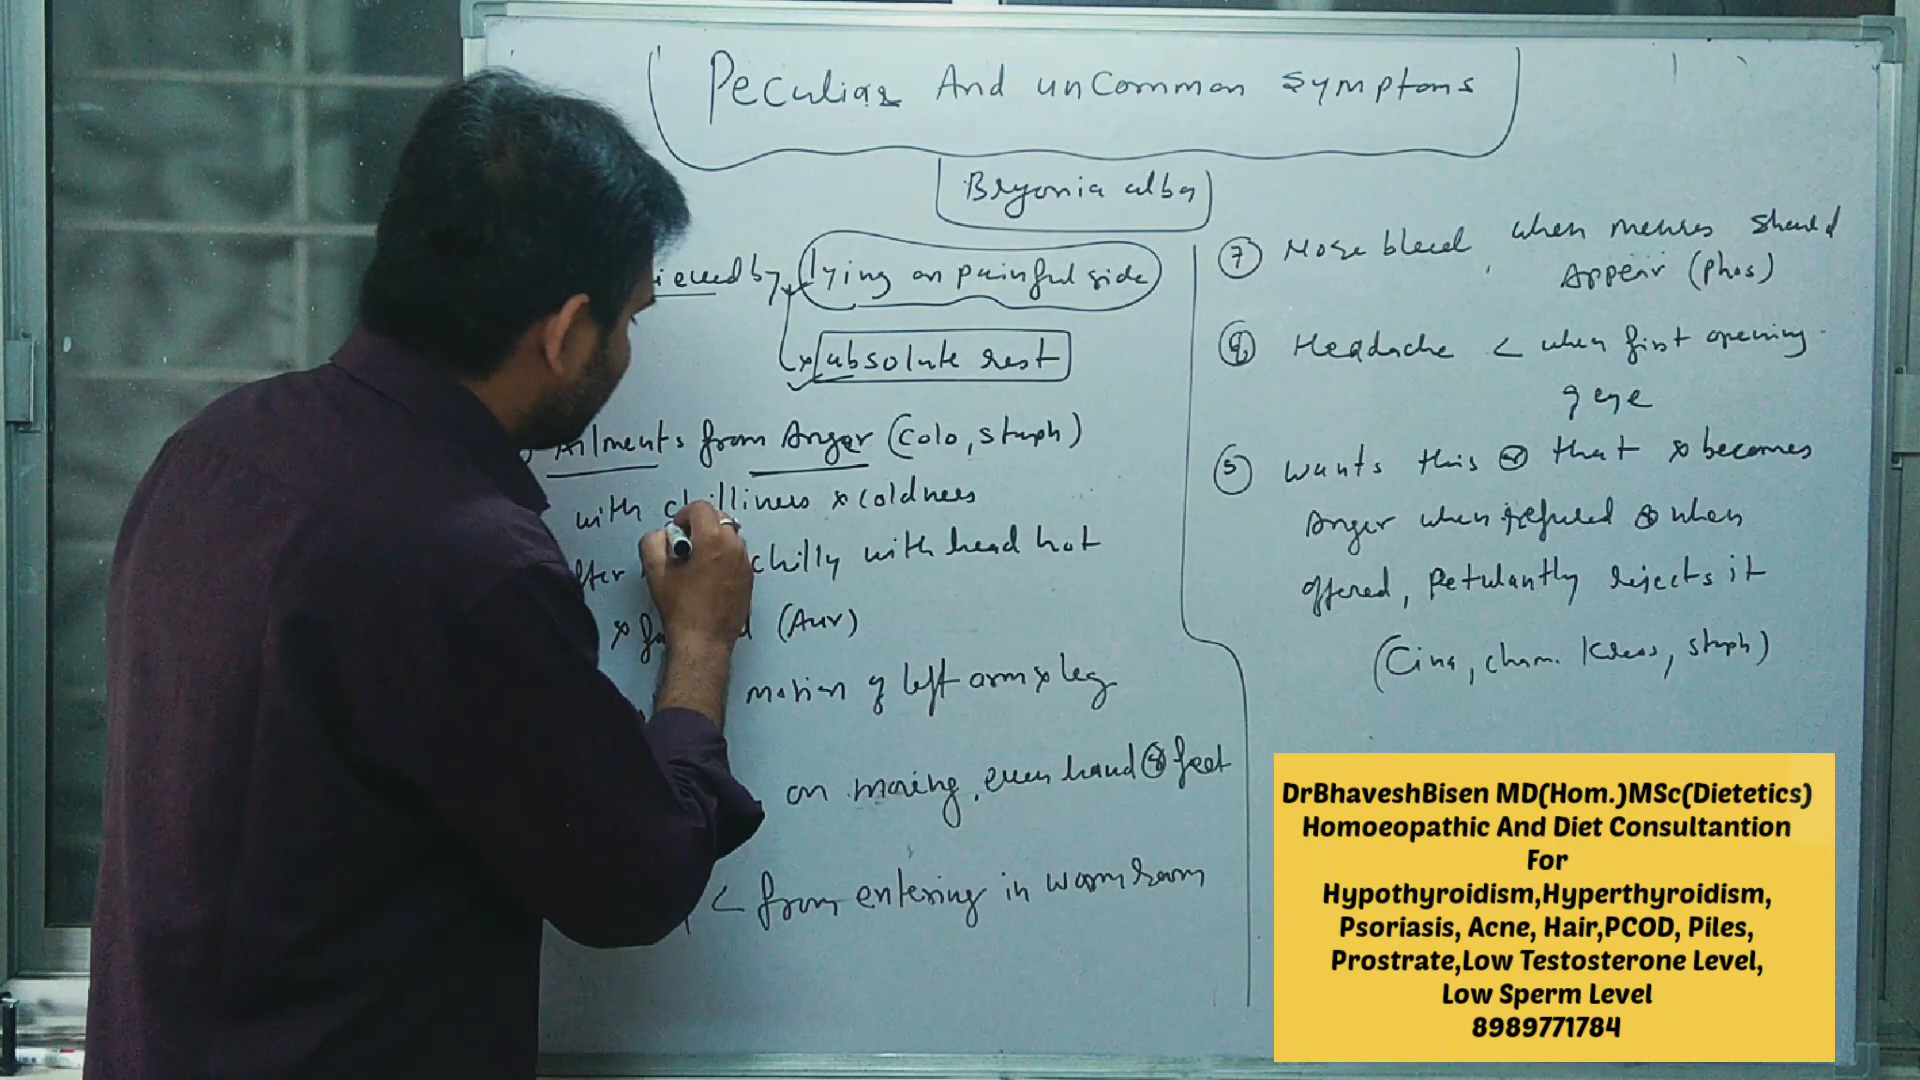 Peculiar And unCommon Symptoms
Bryonia alba
ieved by lying on painful side
absolute rest
Ailments from Anger (Colo, staph)
with chilliness & coldness
fter chilly with head hot
& (Aur)
motion of left arm & leg
on moving, even hand & feet
< from entering in warm room
7 Nose bleed, when menses should
Appear (Phos)
Headache < when first opening
of eye
5 wants this or that & becomes
Anger when refused or when
offered, Petulantly rejects it
(Cina, cham. Kreos, staph)
DrBhaveshBisen MD(Hom.)MSc(Dietetics)
Homoeopathic And Diet Consultantion
For
Hypothyroidism,Hyperthyroidism,
Psoriasis, Acne, Hair,PCOD, Piles,
Prostrate,Low Testosterone Level,
Low Sperm Level
8989771784